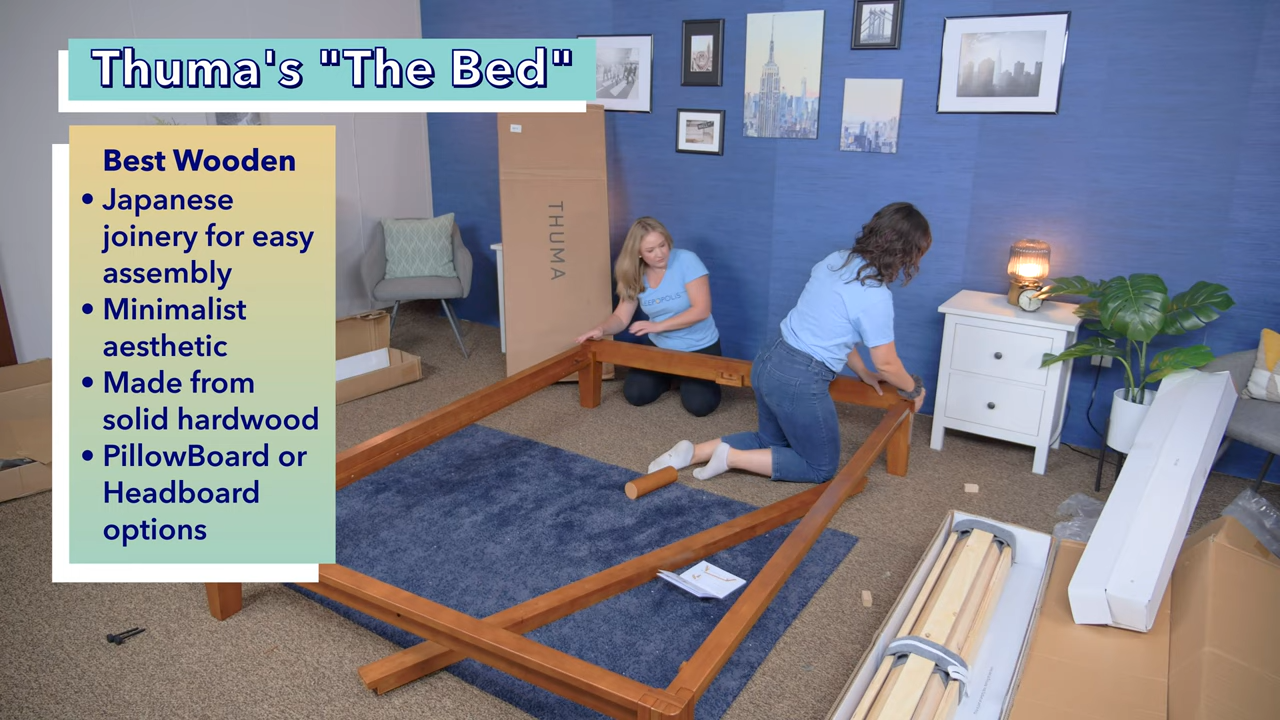 Thuma's "The Bed"
Best Wooden
• Japanese
joinery for easy
assembly
• Minimalist
aesthetic
• Made from
solid hardwood
• PillowBoard or
Headboard
options
THUMA